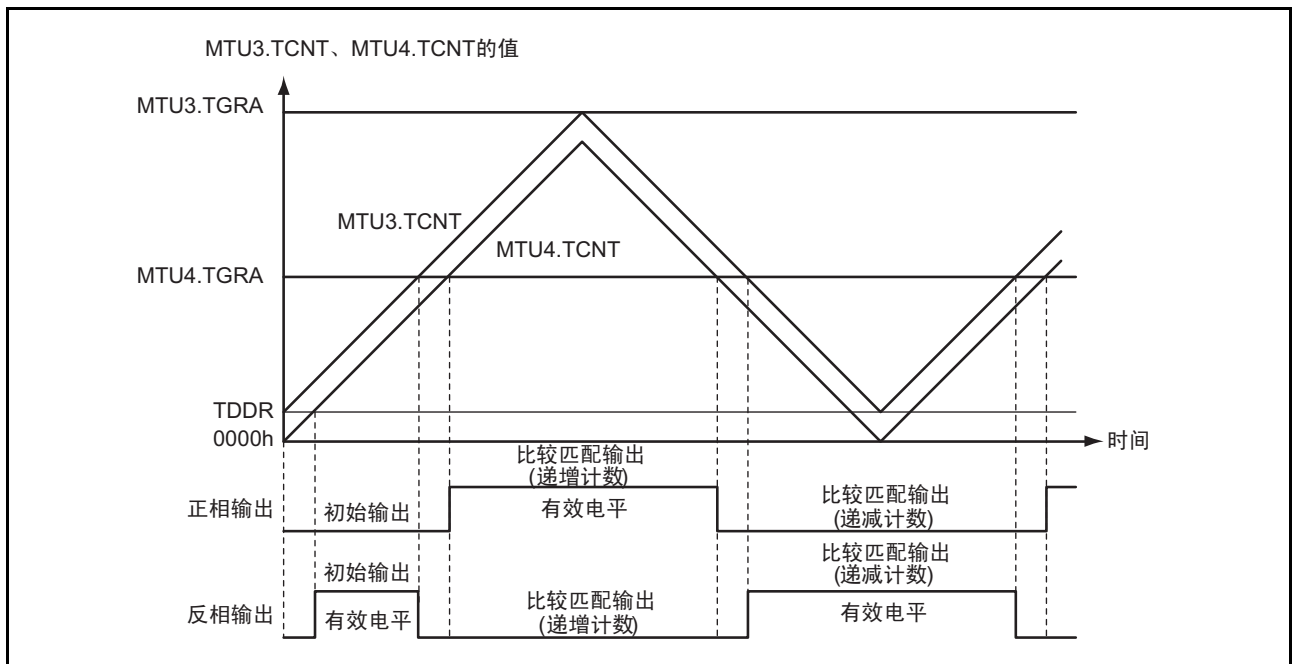 MTU3.TCNT、MTU4.TCNT的值
MTU3.TGRA
MTU3.TCNT
MTU4.TCNT
MTU4.TGRA
TDDR
0000h
时间
比较匹配输出
(递增计数)
正相输出
初始输出
有效电平
比较匹配输出
(递减计数)
初始输出
比较匹配输出
(递减计数)
反相输出
有效电平
比较匹配输出
(递增计数)
有效电平